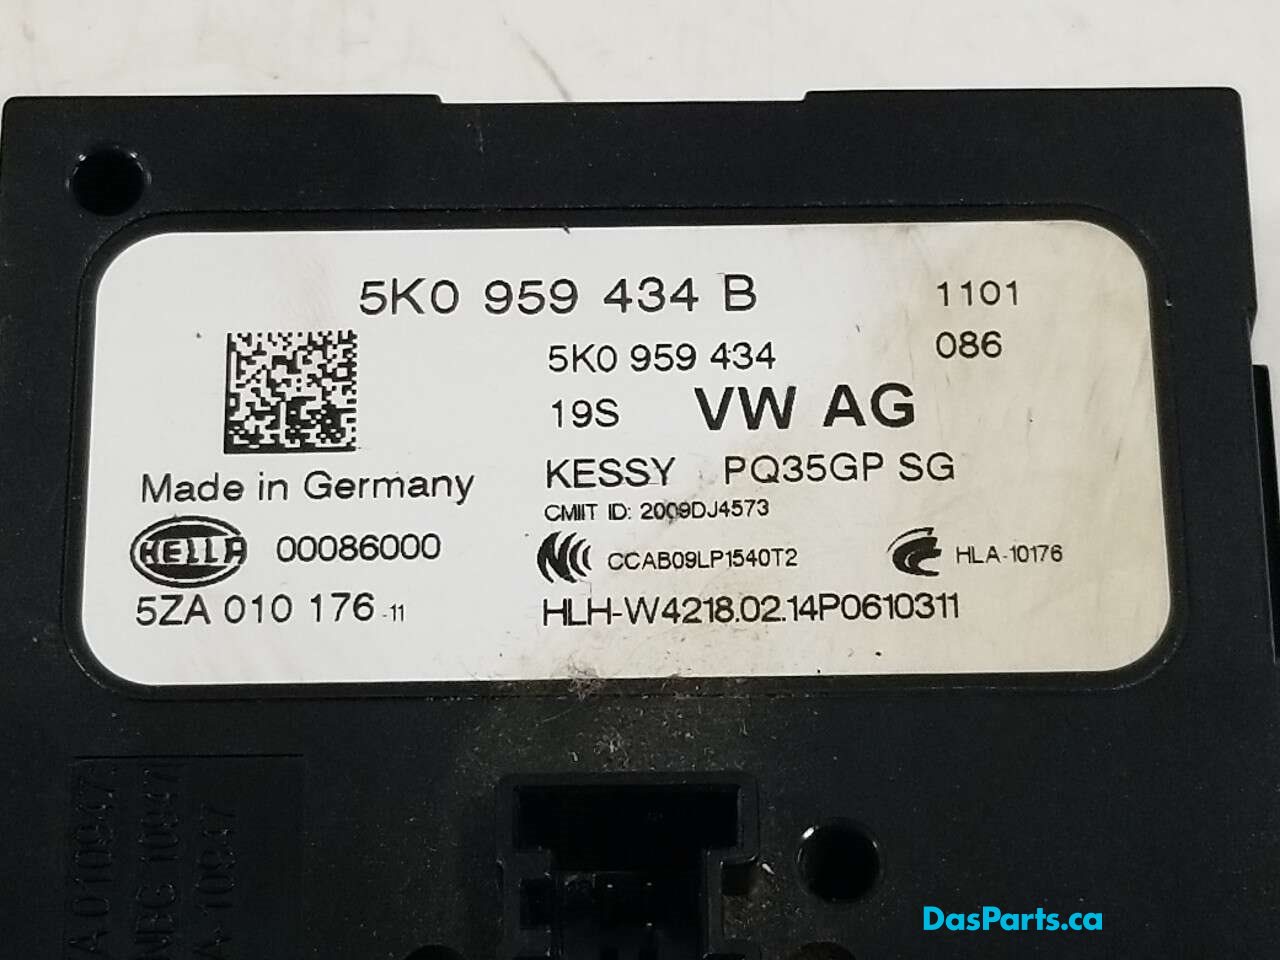 5K0 959 434 B
1101
5K0 959 434
086
19S VW AG
KESSY PQ35GP SG
Made in Germany
CMIIT ID: 2009DJ4573
HELLA 00086000
CCAB09LP1540T2
HLA-10176
5ZA 010 176 -11
HLH-W4218.02.14P0610311
DasParts.ca